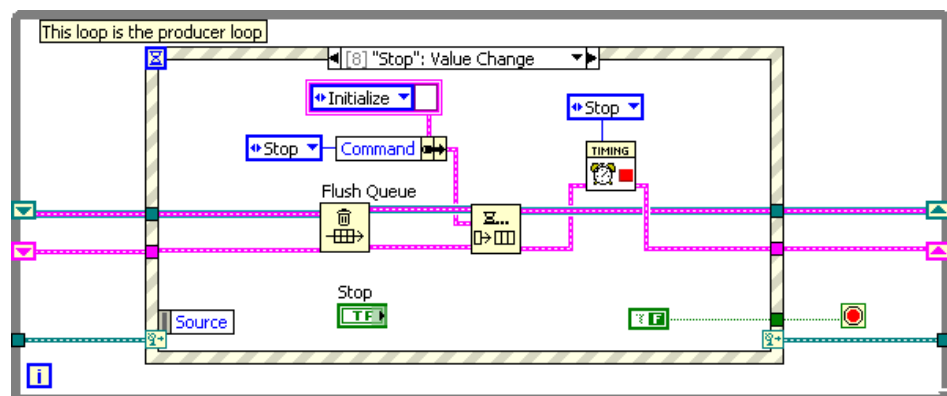 This loop is the producer loop
[8] "Stop": Value Change
Initialize
Stop
Stop
Command
TIMING
Flush Queue
Stop
TF
F
Source
i